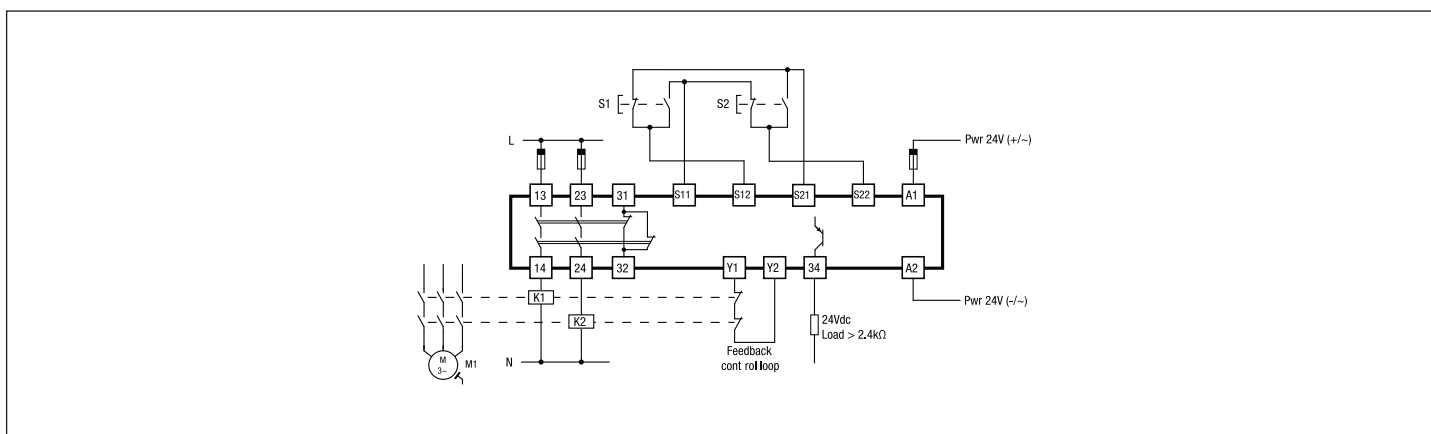 S1
S2
L
Pwr 24V (+/~)
13
23
31
S11
S12
S21
S22
A1
14
24
32
Y1
Y2
34
A2
K1
Pwr 24V (-/~)
K2
24Vdc
Load > 2.4kΩ
Feedback
cont rol loop
M
3~
M1
N